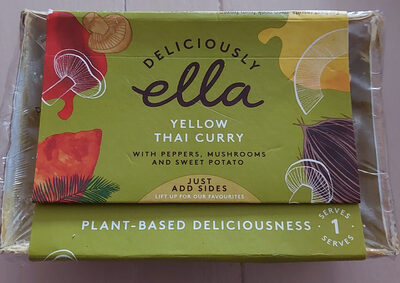 DELICIOUSLY
ella
YELLOW
THAI CURRY
WITH PEPPERS, MUSHROOMS
AND SWEET POTATO
JUST
ADD SIDES
LIFT UP FOR OUR FAVOURITES
PLANT-BASED DELICIOUSNESS
SERVES
1
SERVES